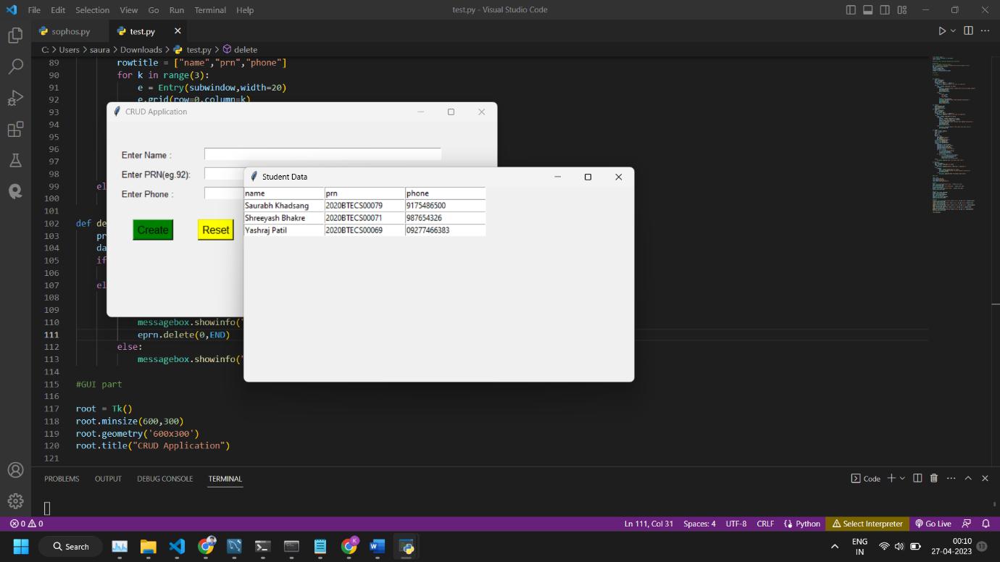 File Edit Selection View Go Run Terminal Help test.py - Visual Studio Code
sophos.py test.py
C: > Users > saura > Downloads > test.py > delete
89 rowtitle = ["name","prn","phone"]
90 for k in range(3):
91 e = Entry(subwindow,width=20)
92 e.grid(row=0,column=k)
93
94
95
96
97
98
99 el
100
101
102 def de
103 pr
104 da
105 if
106
107 el
108
109
110 messagebox.showinfo('
111 eprn.delete(0,END)
112 else:
113 messagebox.showinfo('
114
115 #GUI part
116
117 root = Tk()
118 root.minsize(600,300)
119 root.geometry('600x300')
120 root.title("CRUD Application")
121
CRUD Application
Enter Name :
Enter PRN(eg.92):
Enter Phone :
Create Reset
Student Data
name prn phone
Saurabh Khadsang 2020BTECS00079 9175486500
Shreeyash Bhakre 2020BTECS00071 987654326
Yashraj Patil 2020BTECS00069 09277466383
PROBLEMS OUTPUT DEBUG CONSOLE TERMINAL Code
0 0 Ln 111, Col 31 Spaces: 4 UTF-8 CRLF Python Select Interpreter Go Live
Search ENG IN 00:10 27-04-2023 13